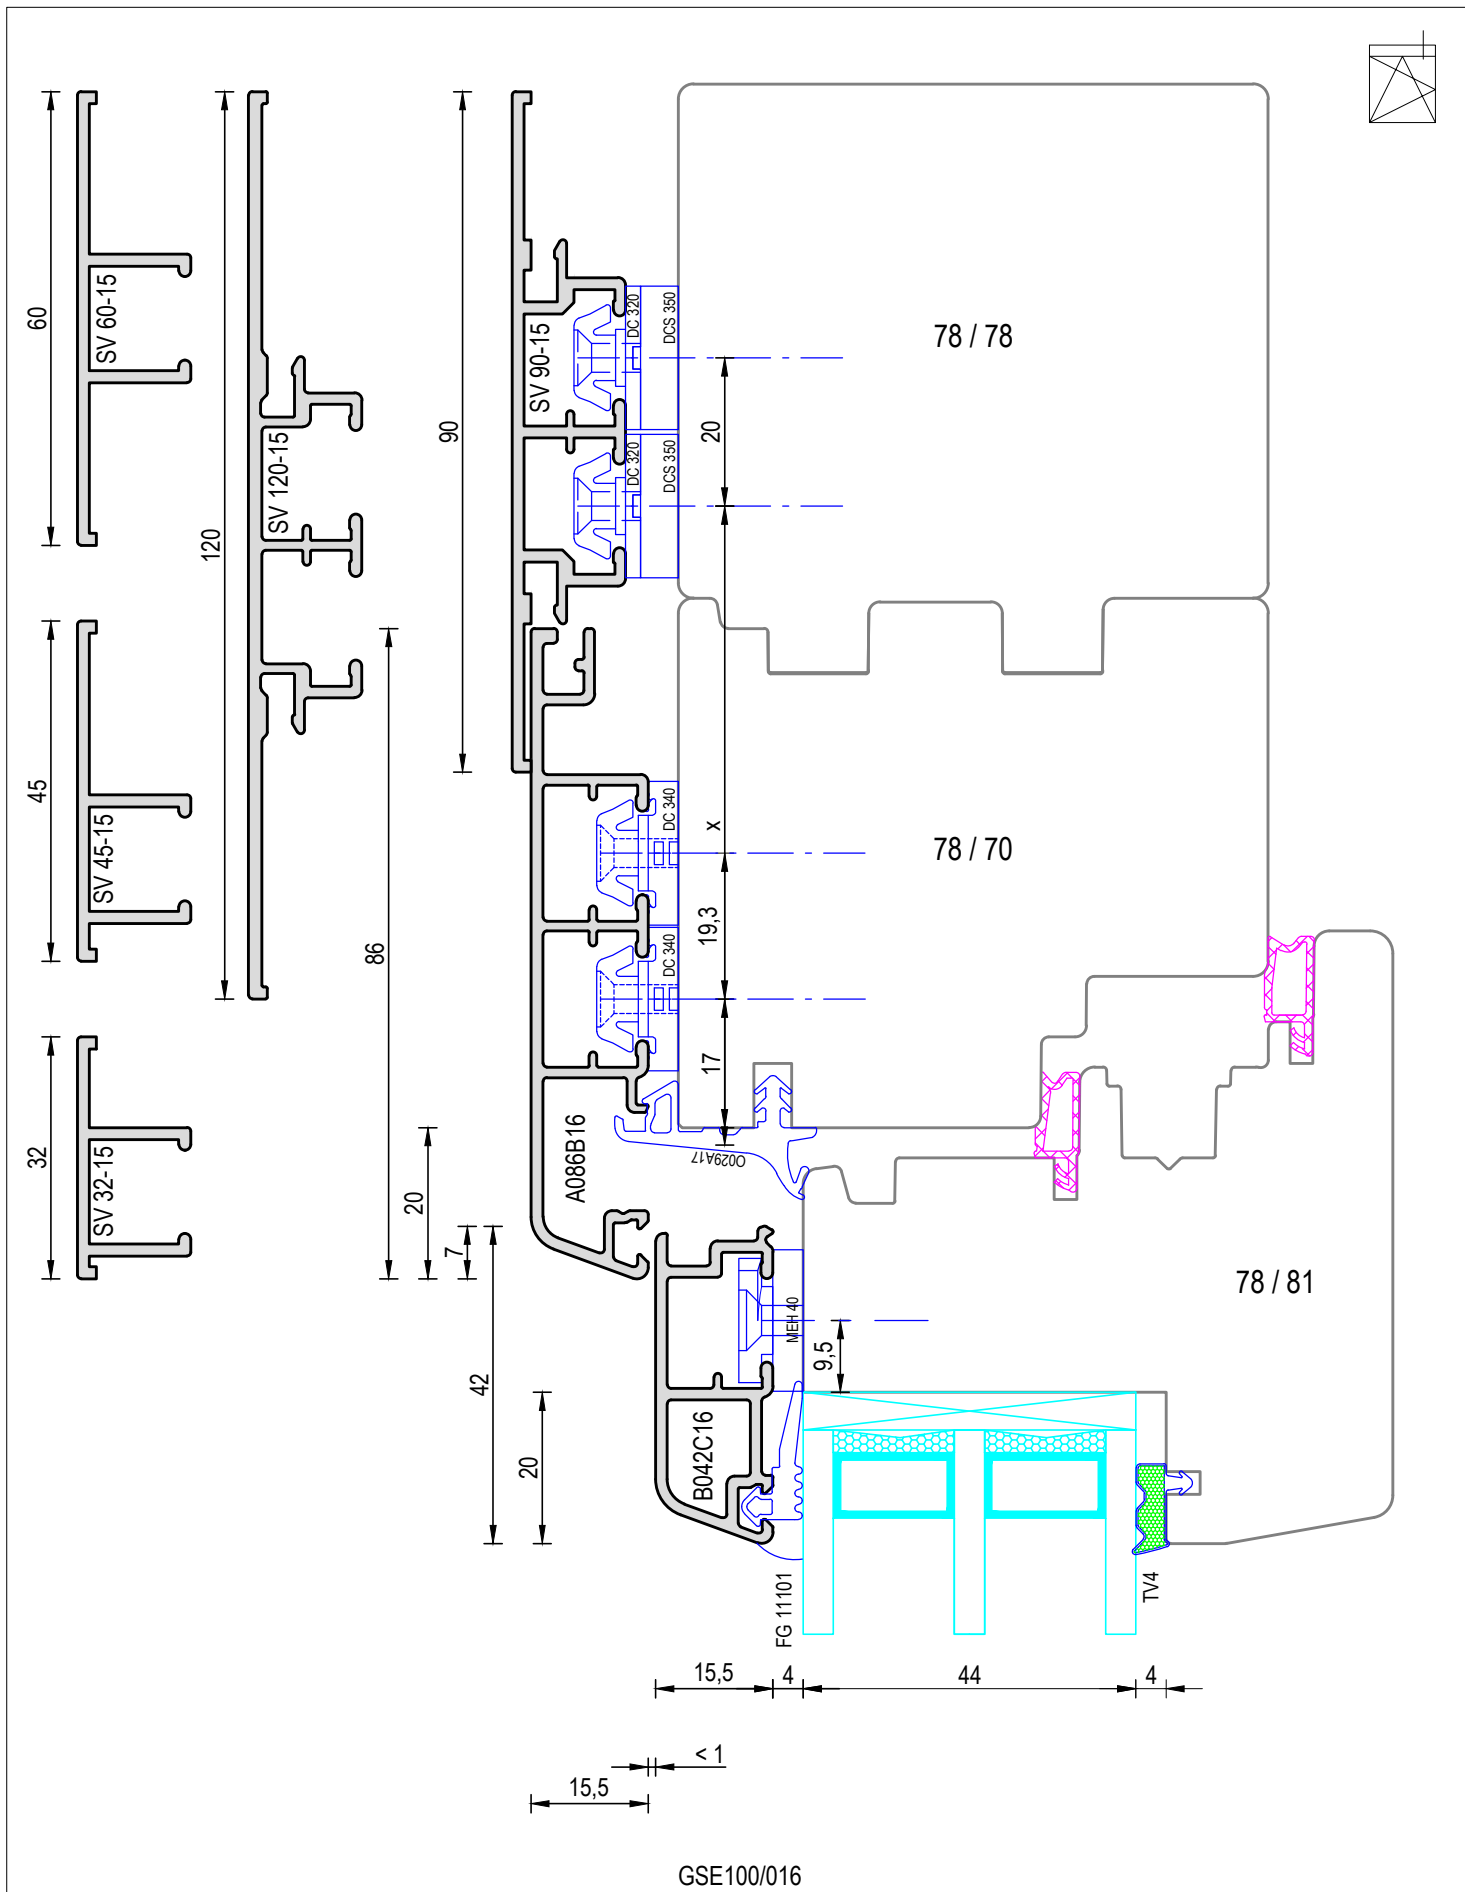 60
SV 60-15
120
SV 120-15
90
SV 90-15
DC 320
DCS 350
DC 320
DCS 350
20
78 / 78
45
SV 45-15
86
DC 340
DC 340
x
19,3
17
78 / 70
32
SV 32-15
20
7
A086B16
O029A17
42
20
B042C16
MEH 40
9,5
78 / 81
FG 11101
TV4
15,5
4
44
4
< 1
15,5
GSE100/016